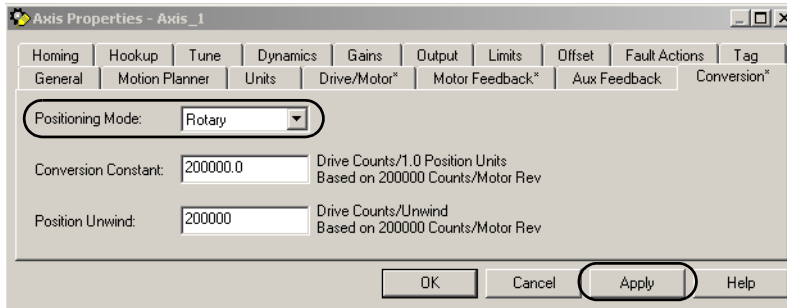 Axis Properties - Axis_1
Homing Hookup Tune Dynamics Gains Output Limits Offset Fault Actions Tag
General Motion Planner Units Drive/Motor* Motor Feedback* Aux Feedback Conversion*
Positioning Mode: Rotary
Conversion Constant: 200000.0 Drive Counts/1.0 Position Units
Based on 200000 Counts/Motor Rev
Position Unwind: 200000 Drive Counts/Unwind
Based on 200000 Counts/Motor Rev
OK Cancel Apply Help